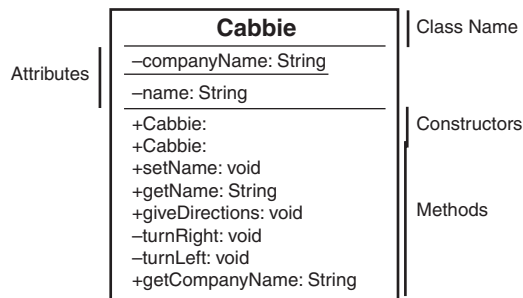 Cabbie
Class Name
Attributes
–companyName: String
–name: String
+Cabbie:
Constructors
+Cabbie:
+setName: void
+getName: String
+giveDirections: void
Methods
–turnRight: void
–turnLeft: void
+getCompanyName: String